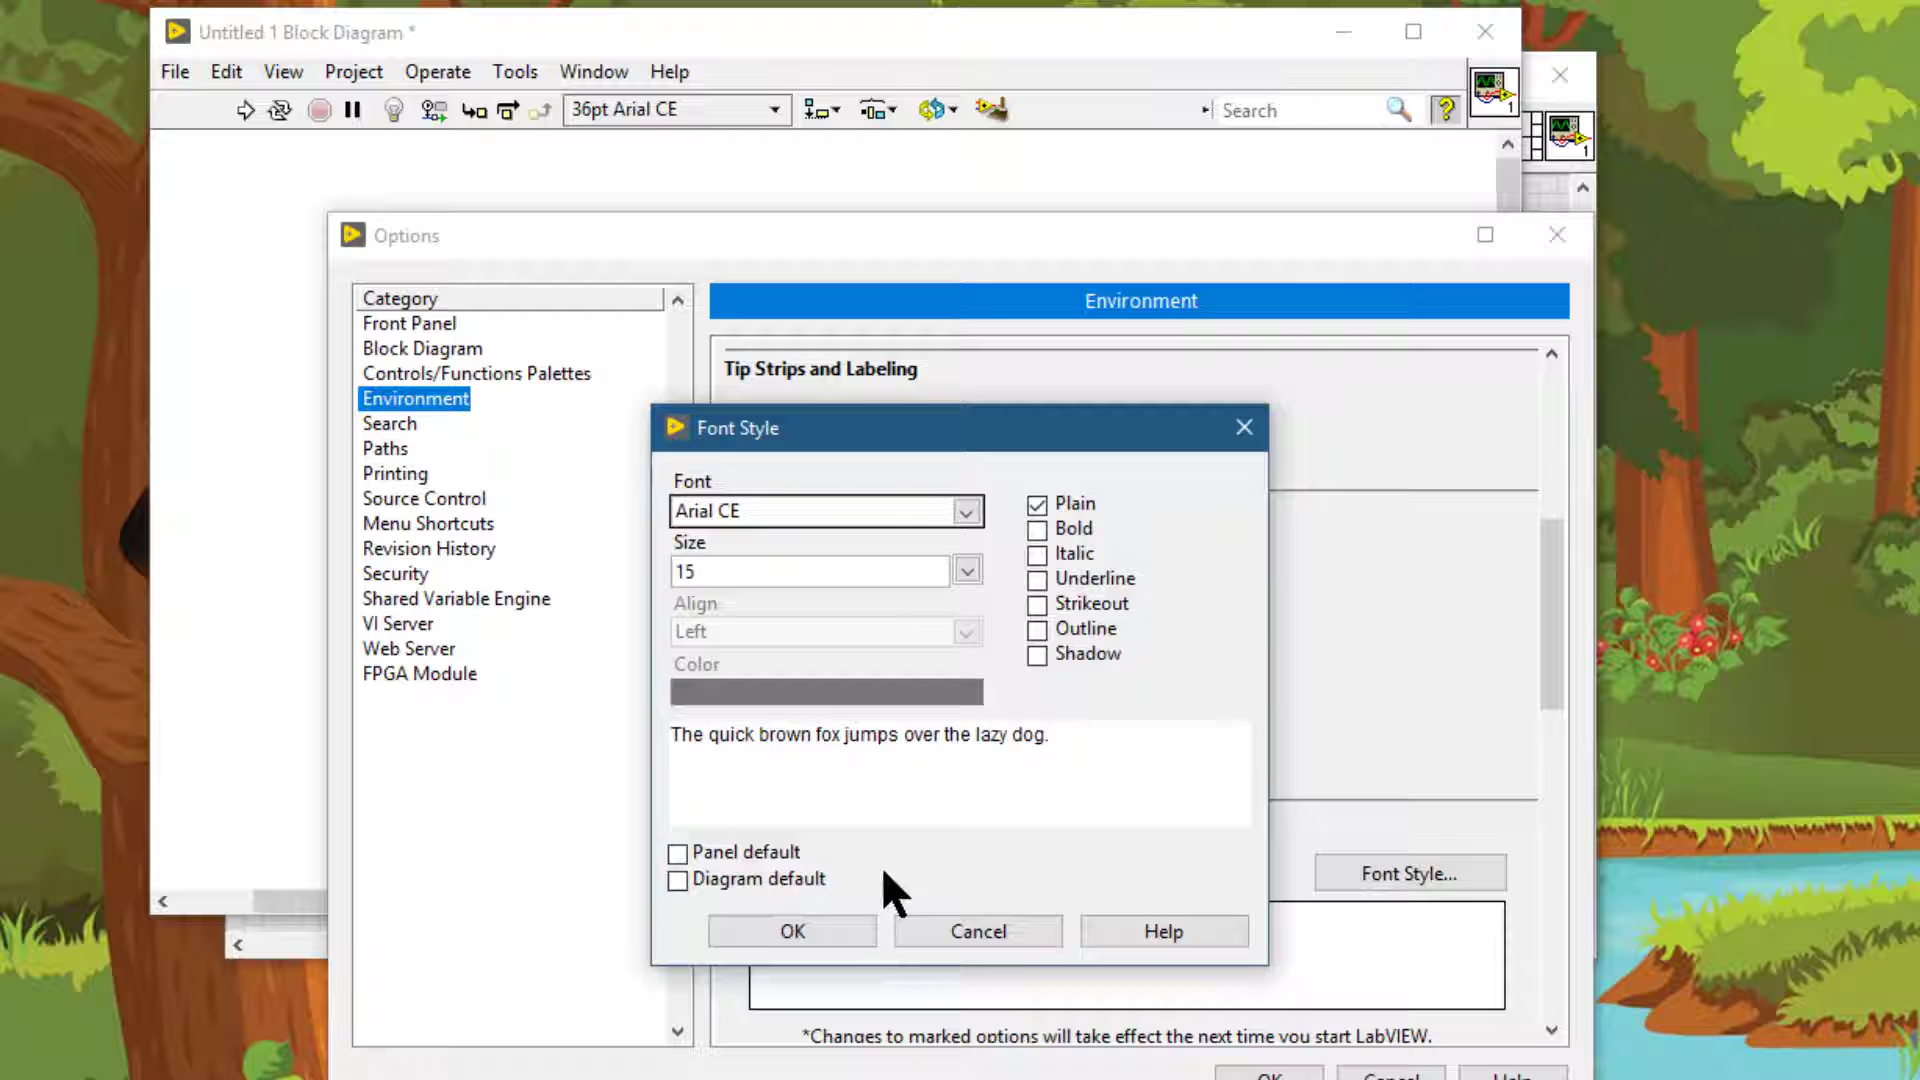 Untitled 1 Block Diagram *
File Edit View Project Operate Tools Window Help
36pt Arial CE
Search
?
1
1
Options
Category
Front Panel
Block Diagram
Controls/Functions Palettes
Environment
Search
Paths
Printing
Source Control
Menu Shortcuts
Revision History
Security
Shared Variable Engine
VI Server
Web Server
FPGA Module
Environment
Tip Strips and Labeling
Font Style
Font
Arial CE
Size
15
Align
Left
Color
Plain
Bold
Italic
Underline
Strikeout
Outline
Shadow
The quick brown fox jumps over the lazy dog.
Panel default
Diagram default
OK Cancel Help
Font Style...
*Changes to marked options will take effect the next time you start LabVIEW.
OK Cancel Help